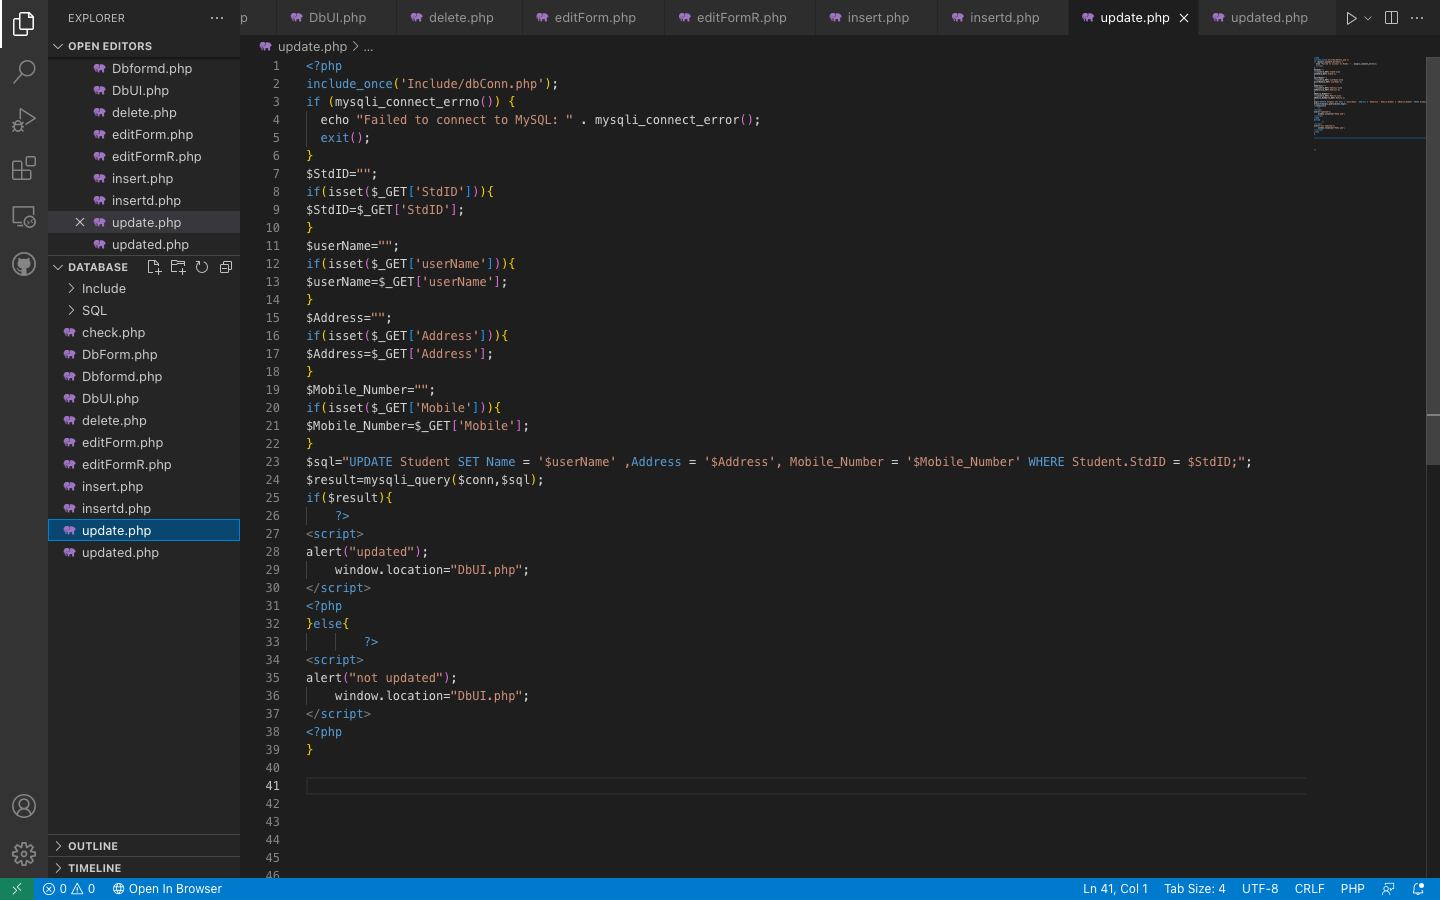 EXPLORER
OPEN EDITORS
Dbformd.php
DbUI.php
delete.php
editForm.php
editFormR.php
insert.php
insertd.php
update.php
updated.php
DATABASE
Include
SQL
check.php
DbForm.php
Dbformd.php
DbUI.php
delete.php
editForm.php
editFormR.php
insert.php
insertd.php
update.php
updated.php
OUTLINE
TIMELINE
p DbUI.php delete.php editForm.php editFormR.php insert.php insertd.php update.php updated.php
update.php > ...
1 <?php
2 include_once('Include/dbConn.php');
3 if (mysqli_connect_errno()) {
4 echo "Failed to connect to MySQL: " . mysqli_connect_error();
5 exit();
6 }
7 $StdID="";
8 if(isset($_GET['StdID'])){
9 $StdID=$_GET['StdID'];
10 }
11 $userName="";
12 if(isset($_GET['userName'])){
13 $userName=$_GET['userName'];
14 }
15 $Address="";
16 if(isset($_GET['Address'])){
17 $Address=$_GET['Address'];
18 }
19 $Mobile_Number="";
20 if(isset($_GET['Mobile'])){
21 $Mobile_Number=$_GET['Mobile'];
22 }
23 $sql="UPDATE Student SET Name = '$userName' ,Address = '$Address', Mobile_Number = '$Mobile_Number' WHERE Student.StdID = $StdID;";
24 $result=mysqli_query($conn,$sql);
25 if($result){
26 ?>
27 <script>
28 alert("updated");
29 window.location="DbUI.php";
30 </script>
31 <?php
32 }else{
33 ?>
34 <script>
35 alert("not updated");
36 window.location="DbUI.php";
37 </script>
38 <?php
39 }
40
41
42
43
44
45
46
0 0 Open In Browser Ln 41, Col 1 Tab Size: 4 UTF-8 CRLF PHP